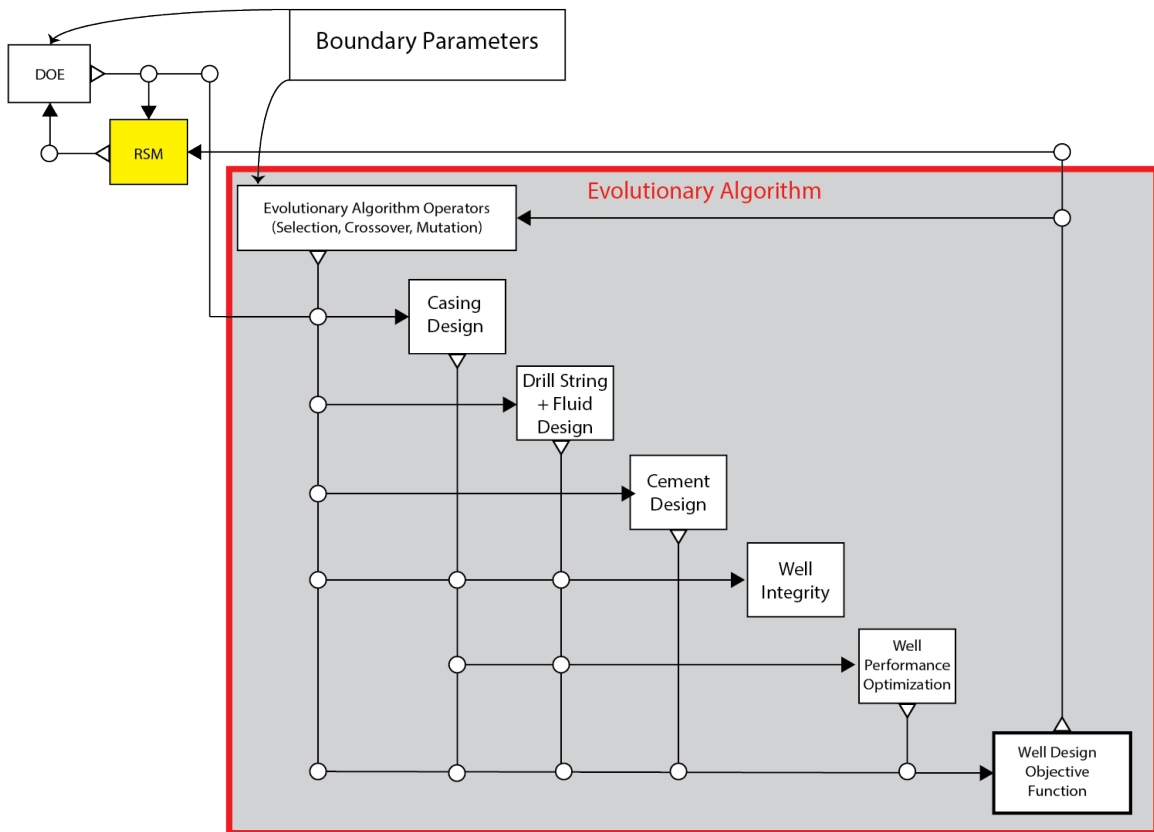 Boundary Parameters
DOE
RSM
Evolutionary Algorithm
Evolutionary Algorithm Operators
(Selection, Crossover, Mutation)
Casing
Design
Drill String
+ Fluid
Design
Cement
Design
Well
Integrity
Well
Performance
Optimization
Well Design
Objective
Function